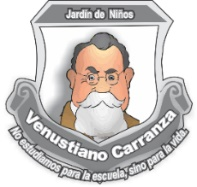 Jardín de Niños
Venustiano Carranza
No estudiamos para la escuela, sino para la vida.